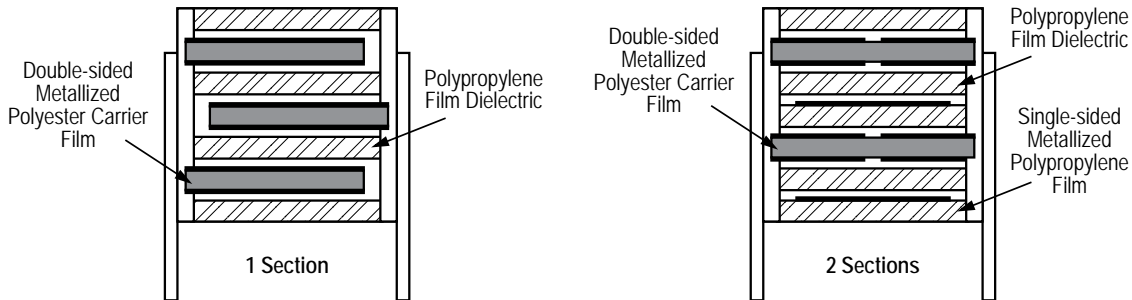 Double-sided
Metallized
Polyester Carrier
Film
Polypropylene
Film Dielectric
1 Section
Double-sided
Metallized
Polyester Carrier
Film
Polypropylene
Film Dielectric
Single-sided
Metallized
Polypropylene
Film
2 Sections